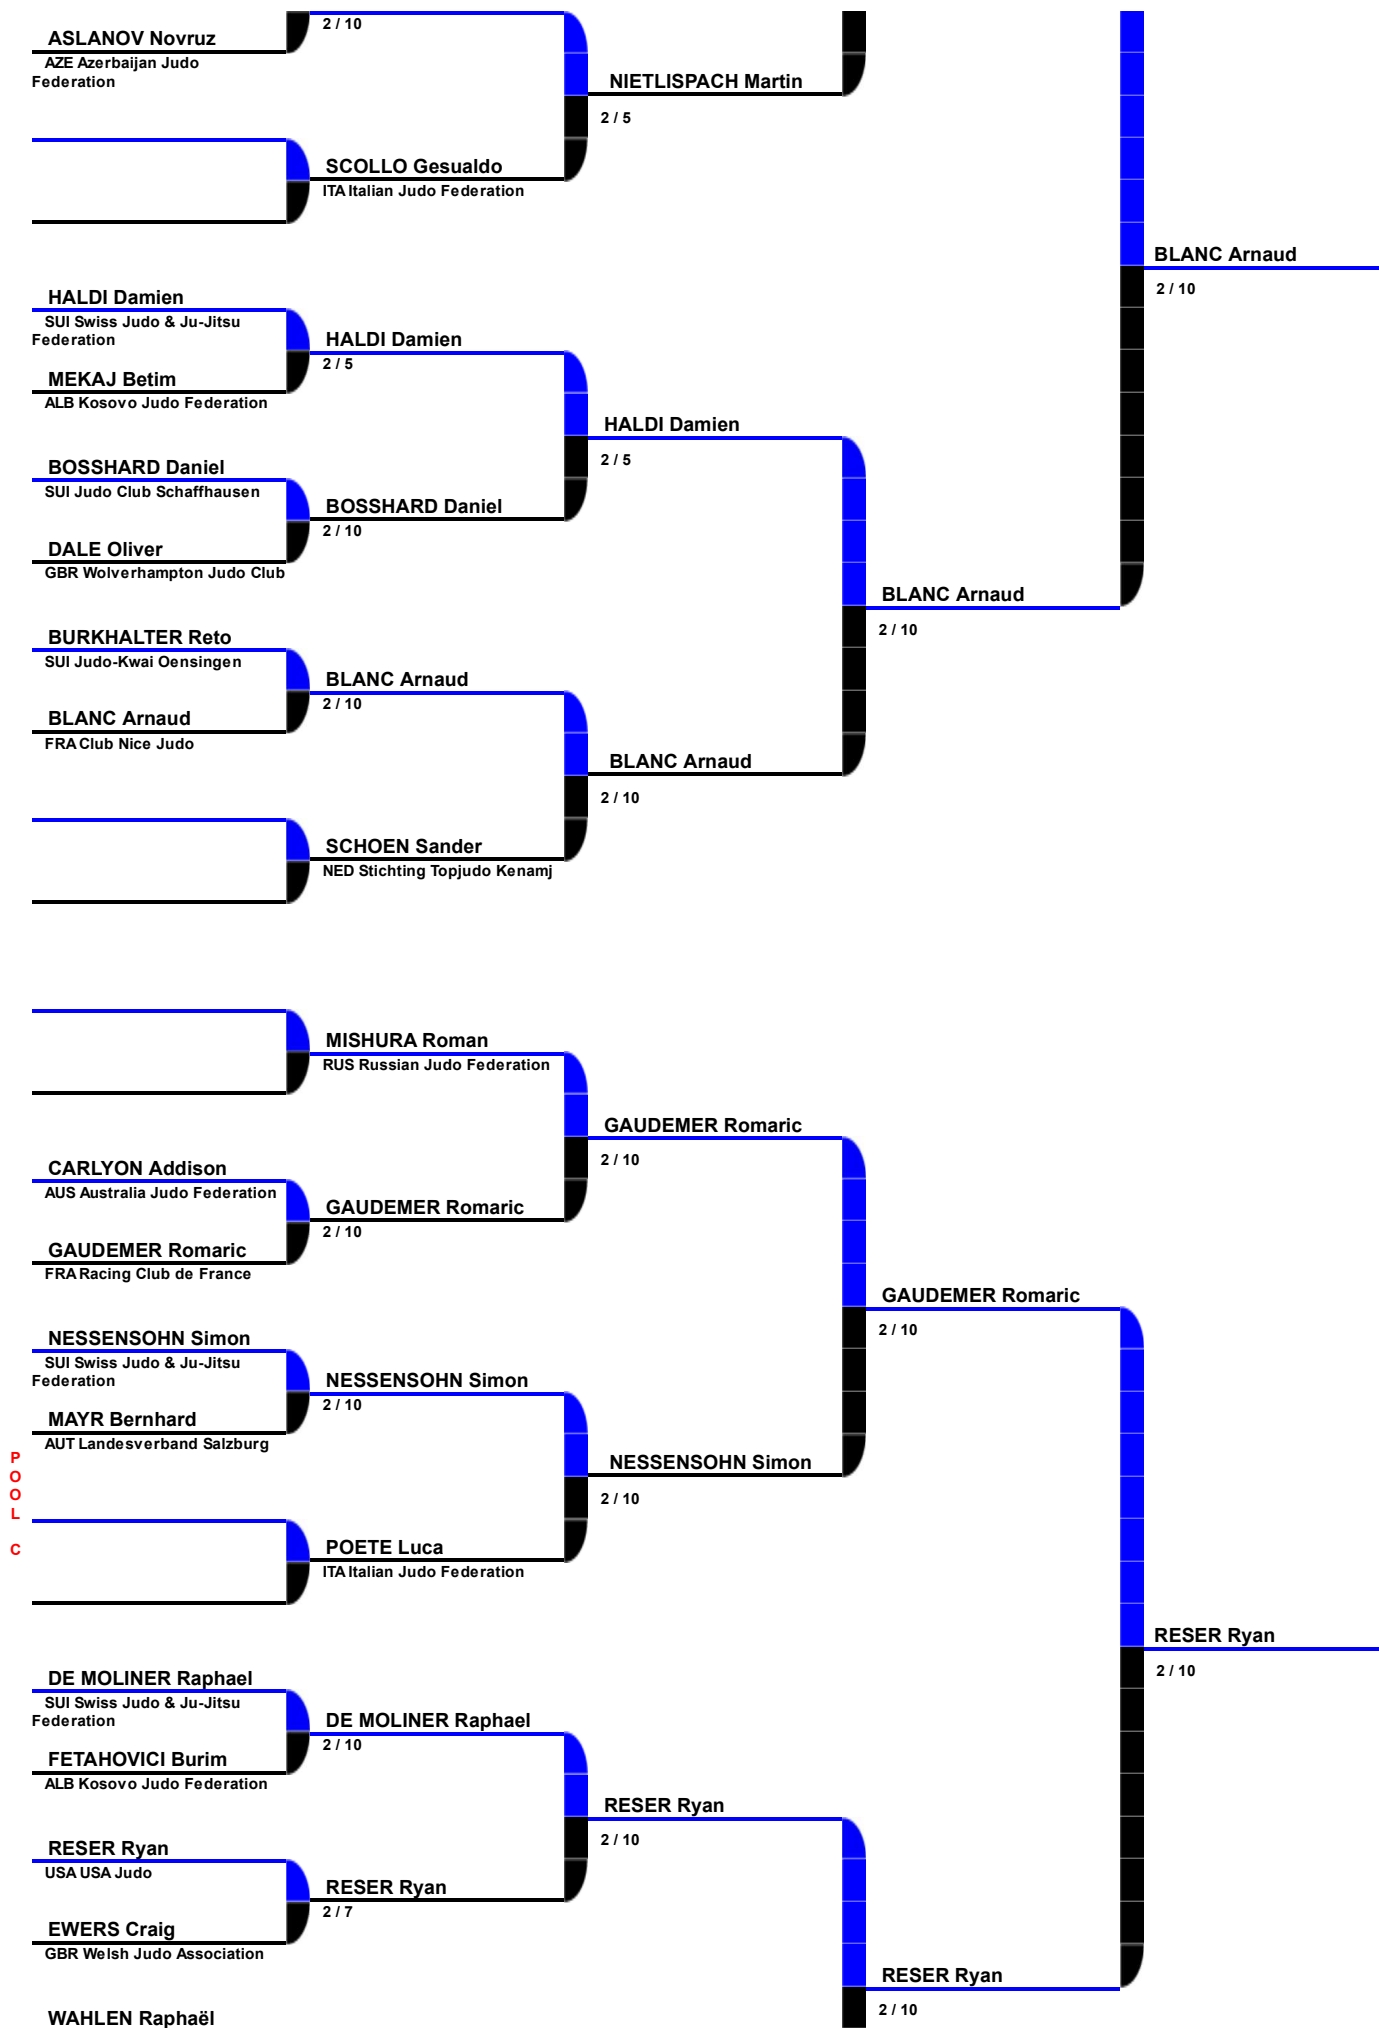 2 / 10
ASLANOV Novruz
AZE Azerbaijan Judo
Federation
NIETLISPACH Martin
2 / 5
SCOLLO Gesualdo
ITA Italian Judo Federation
BLANC Arnaud
2 / 10
HALDI Damien
SUI Swiss Judo & Ju-Jitsu
Federation
HALDI Damien
2 / 5
MEKAJ Betim
ALB Kosovo Judo Federation
HALDI Damien
2 / 5
BOSSHARD Daniel
SUI Judo Club Schaffhausen
BOSSHARD Daniel
2 / 10
DALE Oliver
GBR Wolverhampton Judo Club
BLANC Arnaud
2 / 10
BURKHALTER Reto
SUI Judo-Kwai Oensingen
BLANC Arnaud
2 / 10
BLANC Arnaud
FRA Club Nice Judo
BLANC Arnaud
2 / 10
SCHOEN Sander
NED Stichting Topjudo Kenamj
MISHURA Roman
RUS Russian Judo Federation
GAUDEMER Romaric
2 / 10
CARLYON Addison
AUS Australia Judo Federation
GAUDEMER Romaric
2 / 10
GAUDEMER Romaric
FRA Racing Club de France
GAUDEMER Romaric
2 / 10
NESSENSOHN Simon
SUI Swiss Judo & Ju-Jitsu
Federation
NESSENSOHN Simon
2 / 10
MAYR Bernhard
AUT Landesverband Salzburg
NESSENSOHN Simon
2 / 10
P
O
O
L
C
POETE Luca
ITA Italian Judo Federation
RESER Ryan
2 / 10
DE MOLINER Raphael
SUI Swiss Judo & Ju-Jitsu
Federation
DE MOLINER Raphael
2 / 10
FETAHOVICI Burim
ALB Kosovo Judo Federation
RESER Ryan
2 / 10
RESER Ryan
USA USA Judo
RESER Ryan
2 / 7
EWERS Craig
GBR Welsh Judo Association
RESER Ryan
2 / 10
WAHLEN Raphaël